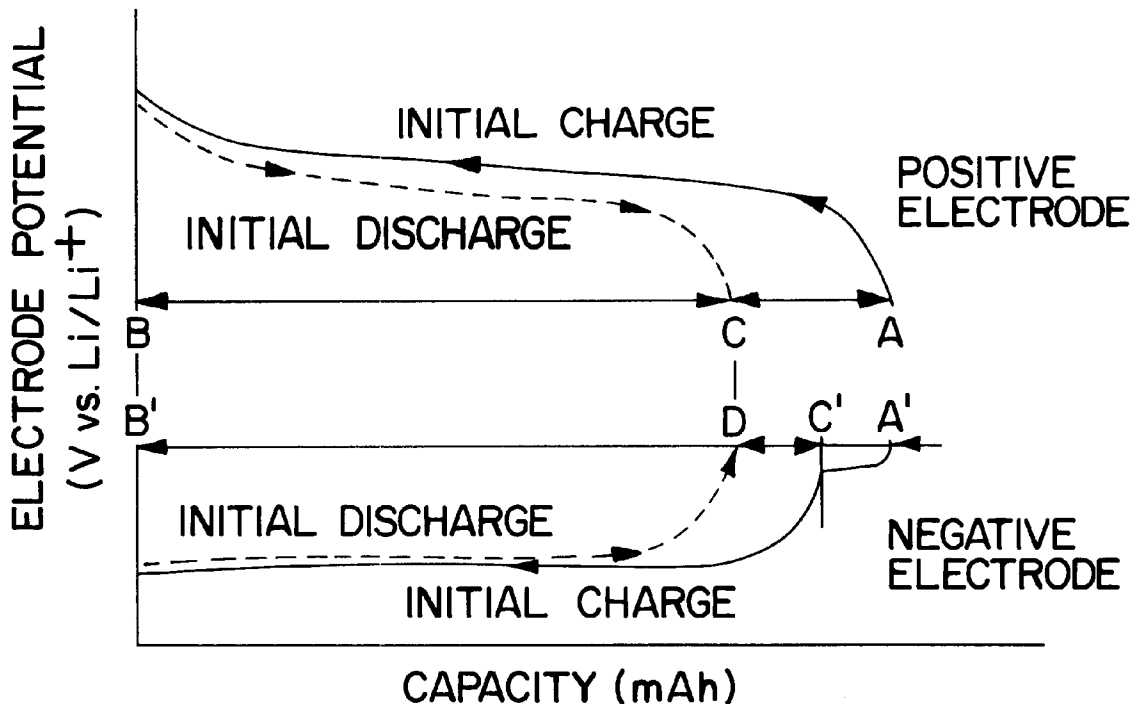 ELECTRODE POTENTIAL
(V vs. Li/Li+)
INITIAL CHARGE
POSITIVE
ELECTRODE
INITIAL DISCHARGE
B
C
A
B'
D
C'
A'
INITIAL DISCHARGE
NEGATIVE
ELECTRODE
INITIAL CHARGE
CAPACITY (mAh)